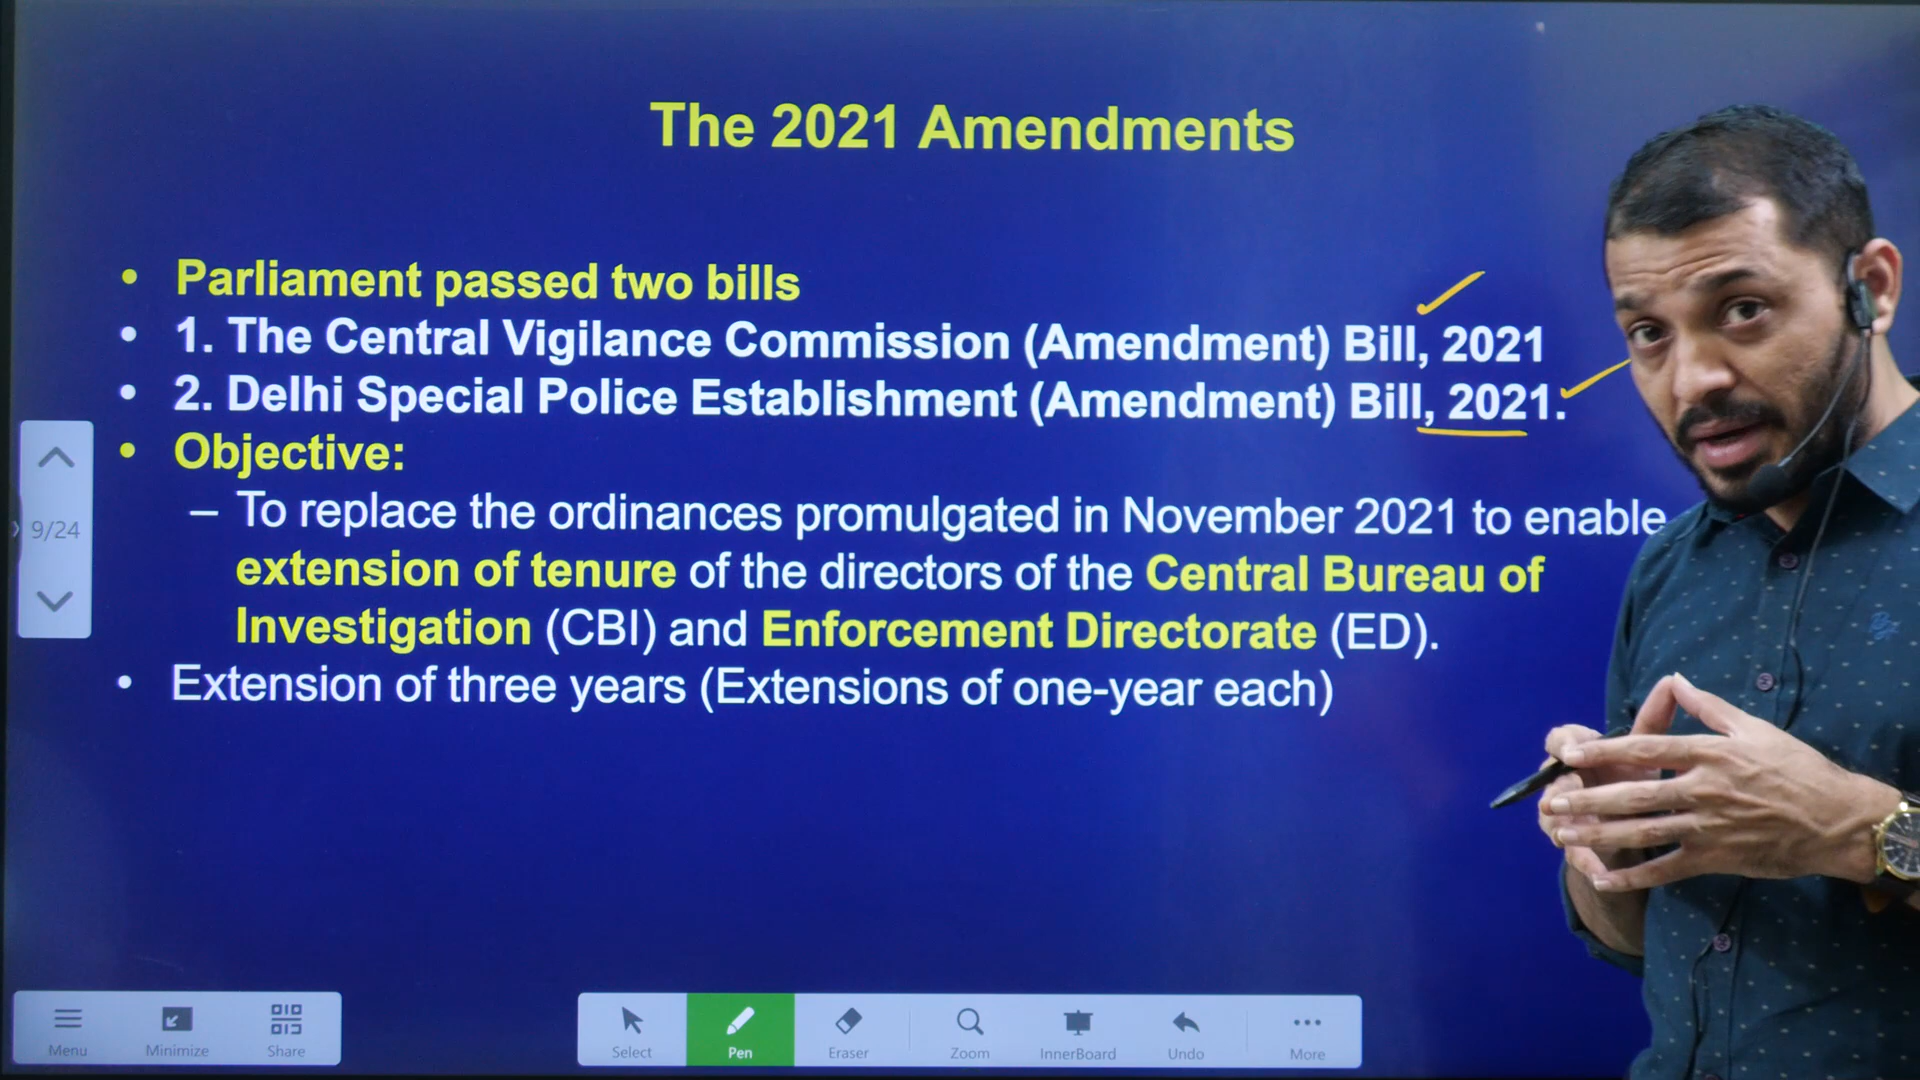 The 2021 Amendments
• Parliament passed two bills
• 1. The Central Vigilance Commission (Amendment) Bill, 2021
• 2. Delhi Special Police Establishment (Amendment) Bill, 2021.
• Objective:
– To replace the ordinances promulgated in November 2021 to enable
extension of tenure of the directors of the Central Bureau of
Investigation (CBI) and Enforcement Directorate (ED).
• Extension of three years (Extensions of one-year each)
9/24
Menu Minimize Share Select Pen Eraser Zoom InnerBoard Undo More